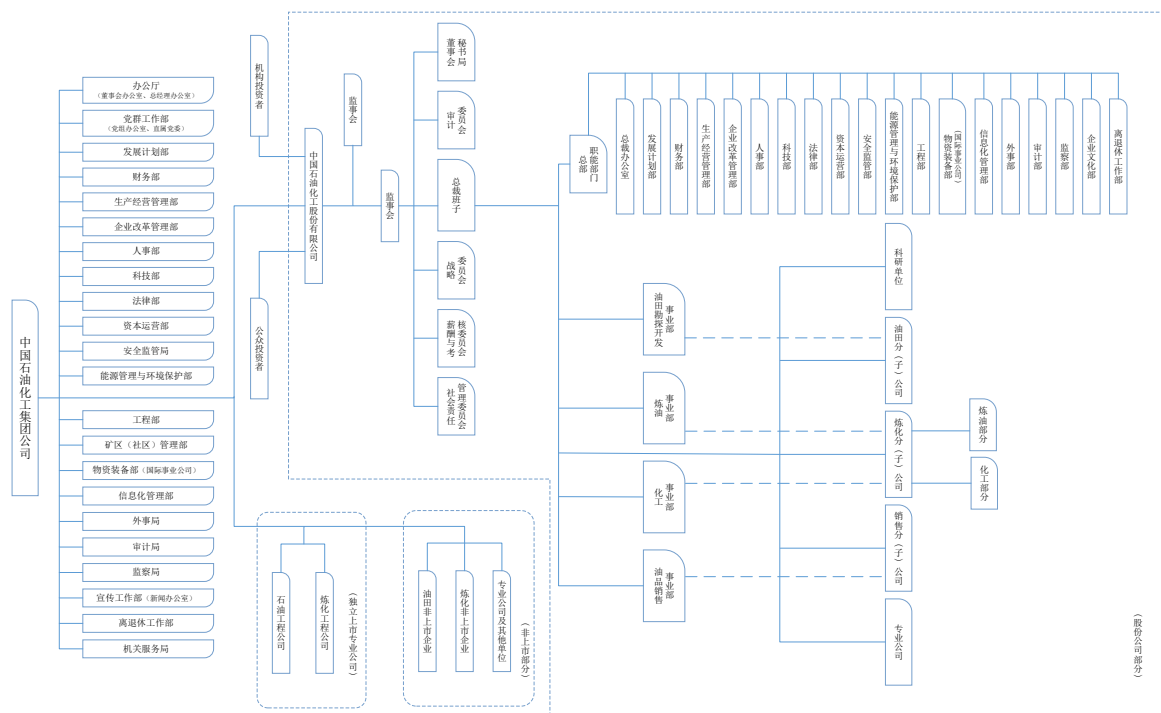 中国石油化工集团公司
办公厅
（董事会办公室、总经理办公室）
党群工作部
（党组办公室、直属党委）
发展计划部
财务部
生产经营管理部
企业改革管理部
人事部
科技部
法律部
资本运营部
安全监管局
能源管理与环境保护部
工程部
矿区（社区）管理部
物资装备部（国际事业公司）
信息化管理部
外事局
审计局
监察局
宣传工作部（新闻办公室）
离退休工作部
机关服务局
机构投资者
公众投资者
中国石油化工股份有限公司
监事会
监事会
董事会
秘书局
审计
委员会
总裁班子
战略
委员会
薪酬与考
核委员会
社会责任
管理委员会
总部
职能部门
总裁办公室
发展计划部
财务部
生产经营管理部
企业改革管理部
人事部
科技部
法律部
资本运营部
安全监管部
能源管理与环境保护部
工程部
物资装备部
（国际事业公司）
信息化管理部
外事部
审计部
监察部
企业文化部
离退休工作部
油田勘探开发
事业部
炼油
事业部
化工
事业部
油品销售
事业部
科研单位
油田分（子）公司
炼化分（子）公司
销售分（子）公司
专业公司
炼油部分
化工部分
石油工程公司
炼化工程公司
（独立上市专业公司）
油田非上市企业
炼化非上市企业
专业公司及其他单位
（非上市部分）
（股份公司部分）